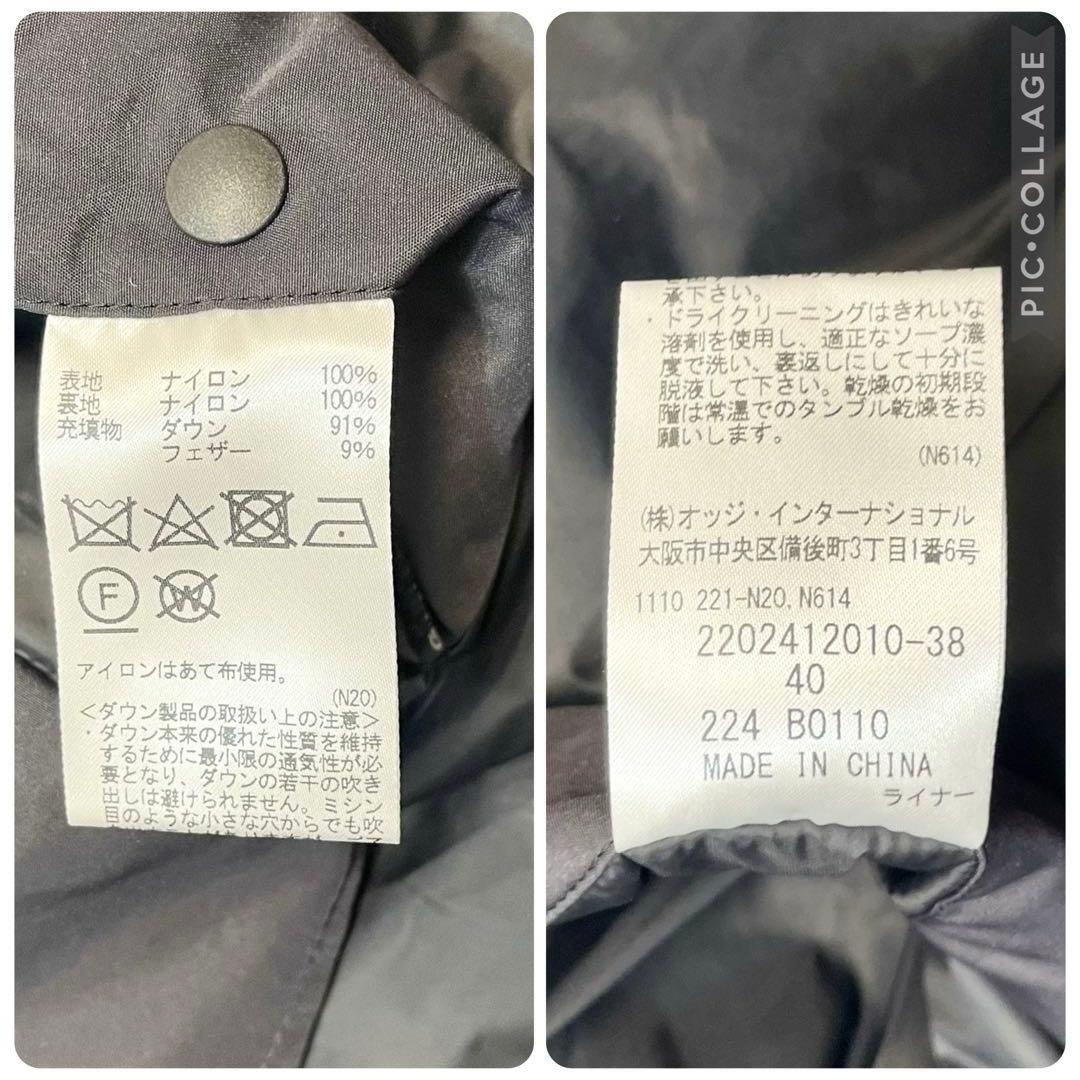 表地 ナイロン 100%
裏地 ナイロン 100%
充填物 ダウン 91%
フェザー 9%
F
W
アイロンはあて布使用。
(N20)
<ダウン製品の取扱い上の注意>
・ダウン本来の優れた性質を維持
するために最小限の通気性が必
要となり、ダウンの若干の吹き
出しは避けられません。ミシン
目のような小さな穴からでも吹
承下さい。
・ドライクリーニングはきれいな
溶剤を使用し、適正なソープ濃
度で洗い、裏返しにして十分に
脱液して下さい。乾燥の初期段
階は常温でのタンブル乾燥をお
願いします。
(N614)
(株)オッジ・インターナショナル
大阪市中央区備後町3丁目1番6号
1110 221-N20,N614
2202412010-38
40
224 B0110
MADE IN CHINA
ライナー
PIC•COLLAGE